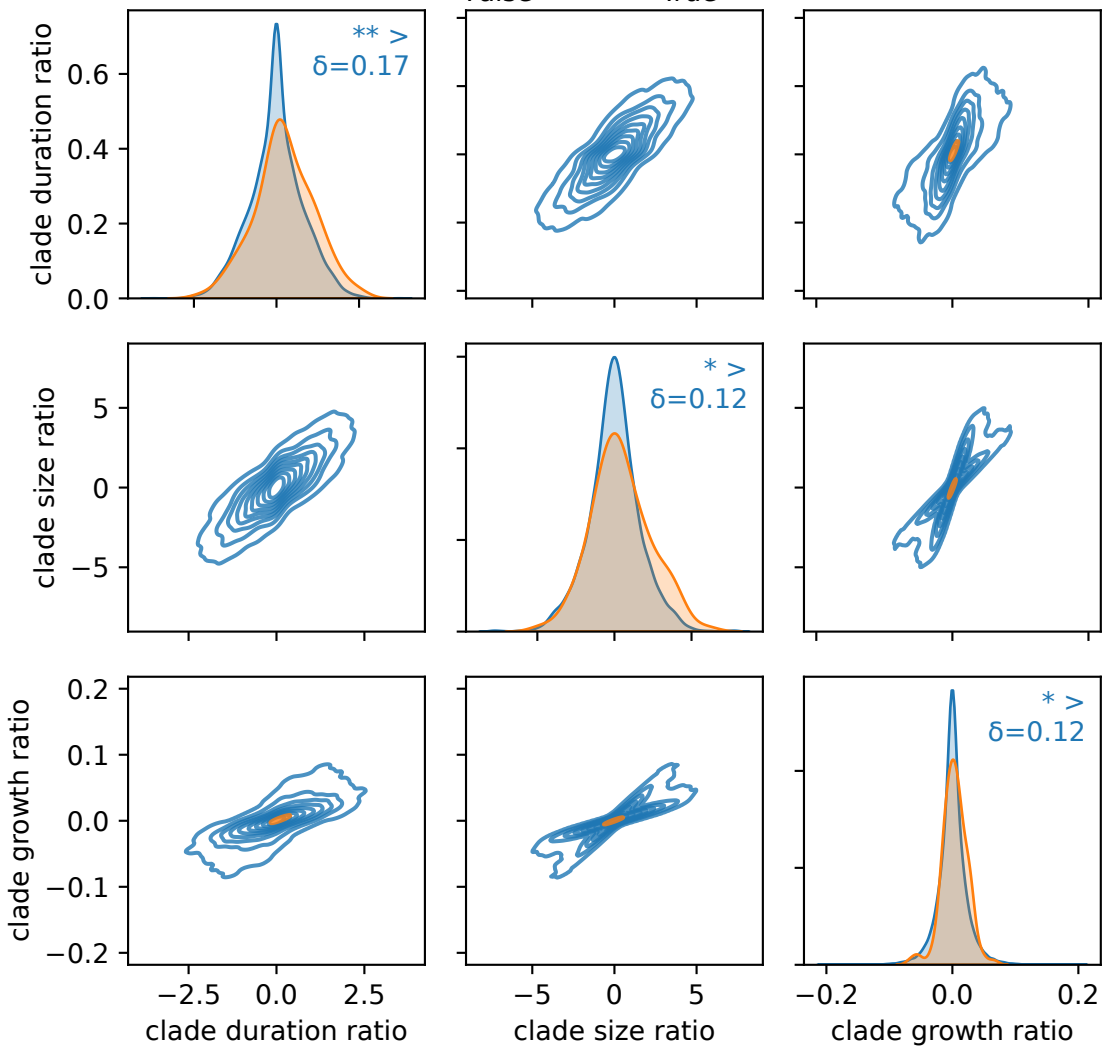 clade duration ratio
0.6
0.4
0.2
0.0
** >
δ=0.17
clade size ratio
5
0
−5
* >
δ=0.12
clade growth ratio
0.2
0.1
0.0
−0.1
−0.2
* >
δ=0.12
−2.5 0.0 2.5
−5 0 5
−0.2 0.0 0.2
clade duration ratio
clade size ratio
clade growth ratio